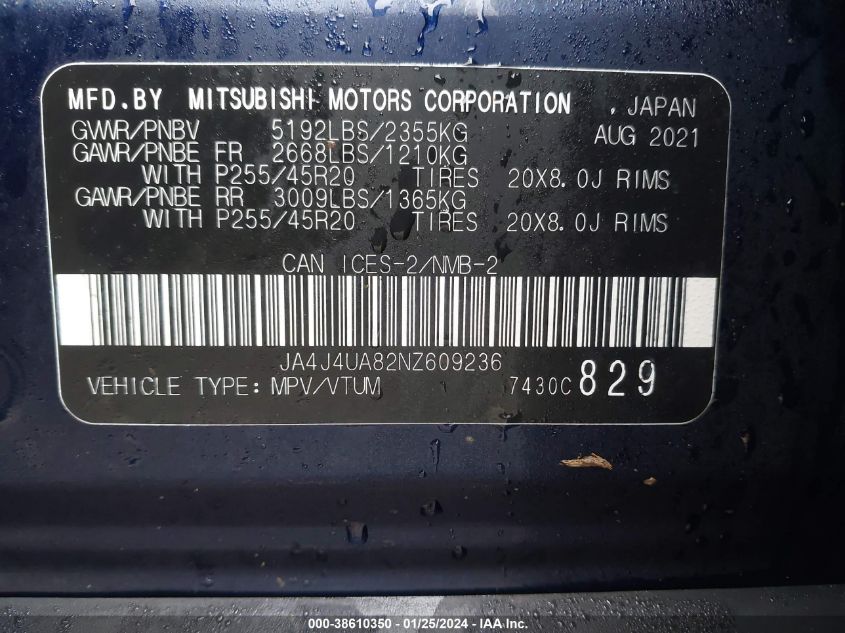 MFD.BY MITSUBISHI MOTORS CORPORATION , JAPAN
GVWR/PNBV 5192LBS/2355KG AUG 2021
GAWR/PNBE FR 2668LBS/1210KG
WITH P255/45R20 TIRES 20X8.0J RIMS
GAWR/PNBE RR 3009LBS/1365KG
WITH P255/45R20 TIRES 20X8.0J RIMS
CAN ICES-2/NMB-2
JA4J4UA82NZ609236
VEHICLE TYPE:MPV/VTUM 7430C 829
000-38610350 - 01/25/2024 - IAAI.COM